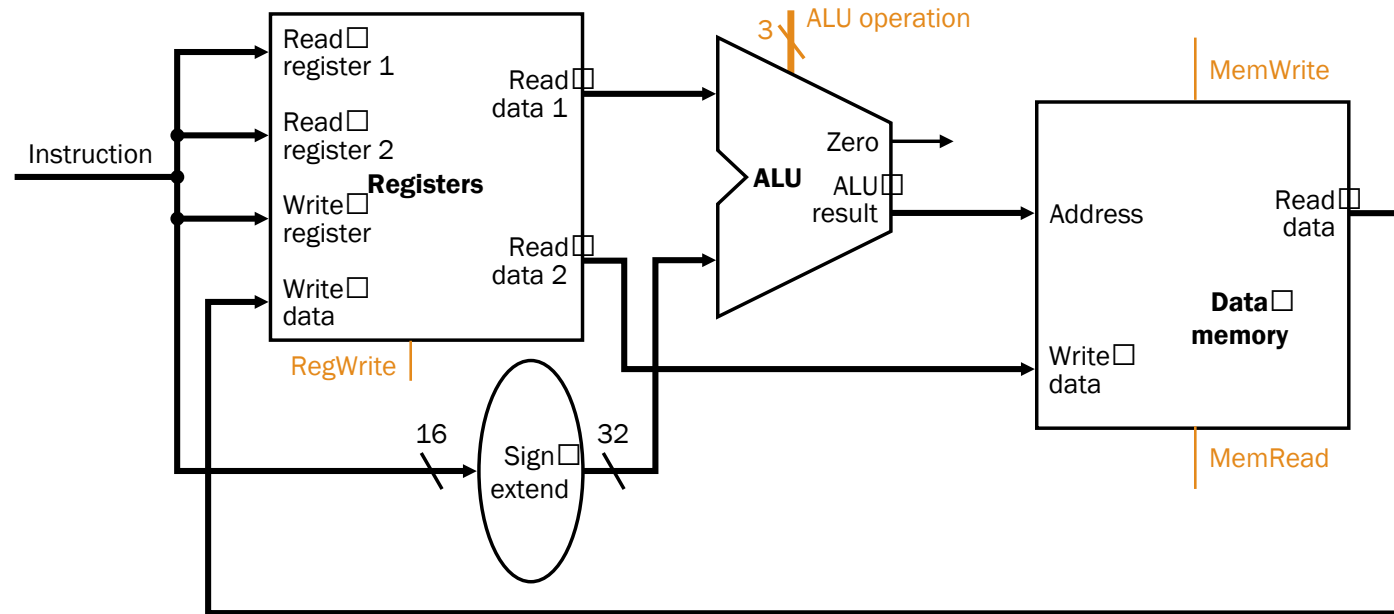 Instruction
Read
register 1
Read
register 2
Registers
Write
register
Write
data
Read
data 1
Read
data 2
RegWrite
16
Sign
extend
32
3
ALU operation
ALU
Zero
ALU
result
MemWrite
Address
Read
data
Data
memory
Write
data
MemRead